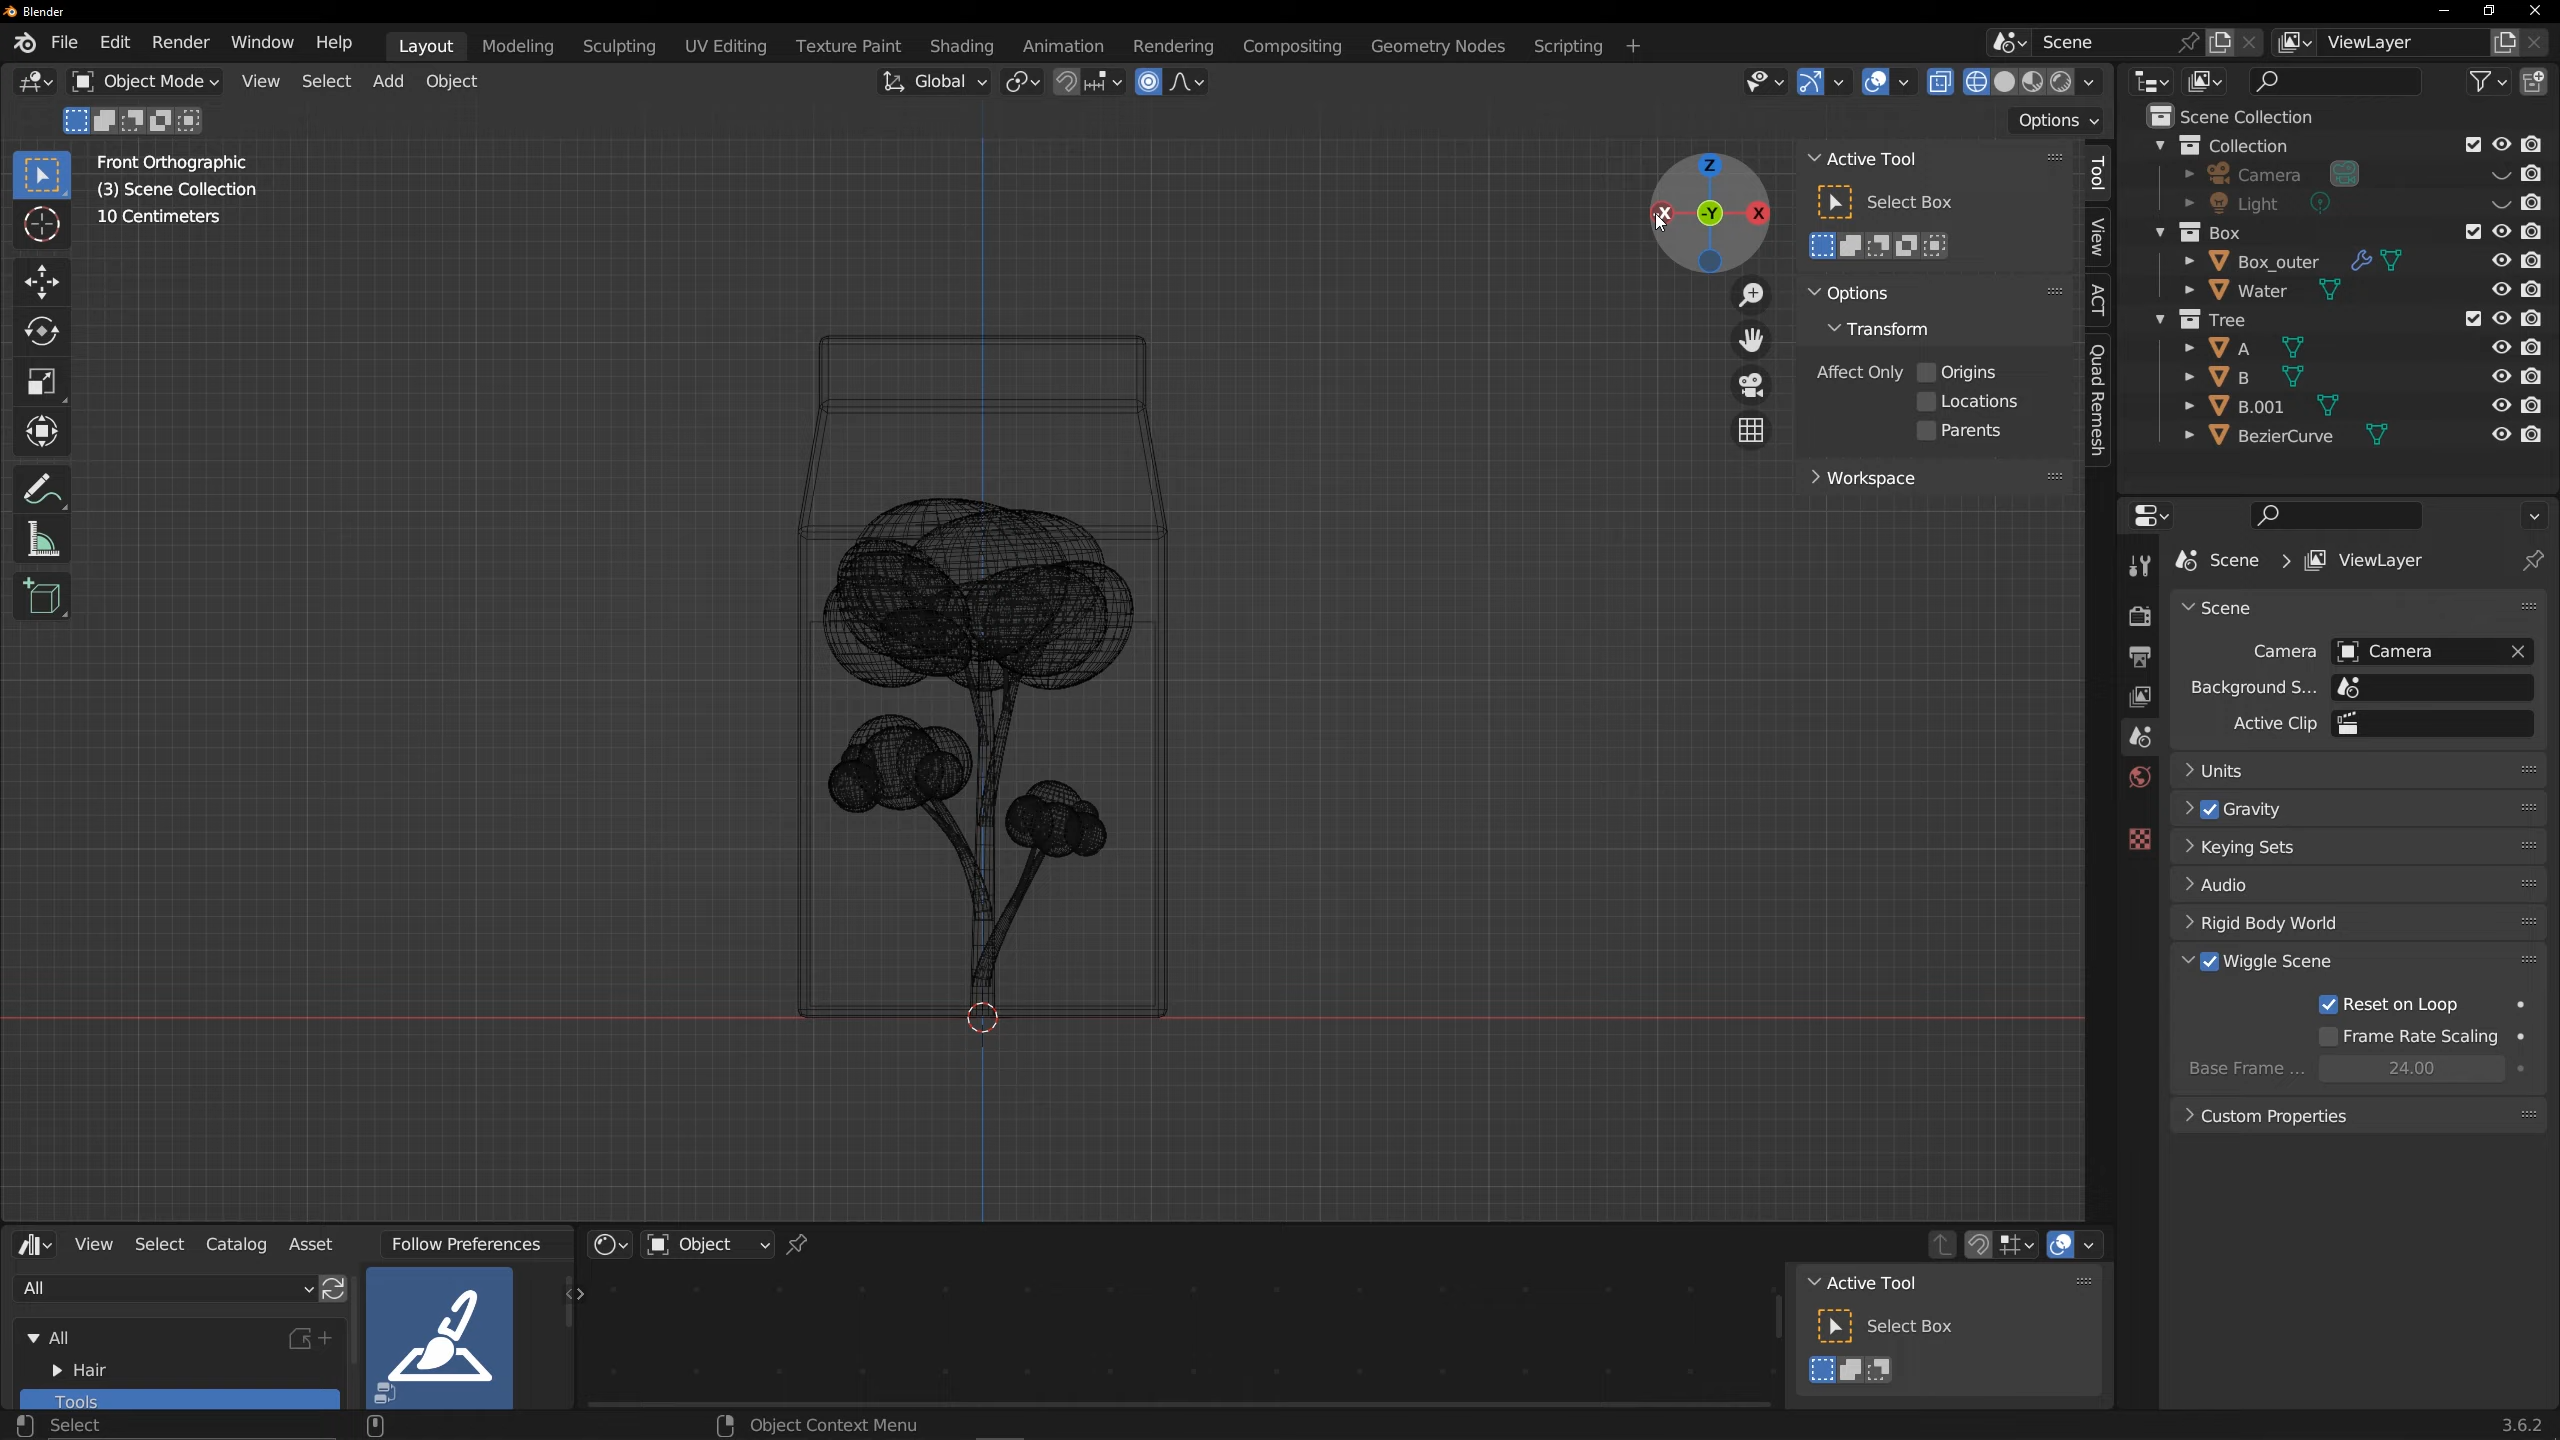 Blender
File Edit Render Window Help Layout Modeling Sculpting UV Editing Texture Paint Shading Animation Rendering Compositing Geometry Nodes Scripting + Scene ViewLayer
Object Mode View Select Add Object Global
Options
Front Orthographic
(3) Scene Collection
10 Centimeters
Z
-Y
X
X
Active Tool
Select Box
Options
Transform
Affect Only Origins
Locations
Parents
Workspace
Tool
View
ACT
Quad Remesh
Scene Collection
Collection
Camera
Light
Box
Box_outer
Water
Tree
A
B
B.001
BezierCurve
Scene > ViewLayer
Scene
Camera Camera
Background S...
Active Clip
Units
Gravity
Keying Sets
Audio
Rigid Body World
Wiggle Scene
Reset on Loop
Frame Rate Scaling
Base Frame ... 24.00
Custom Properties
View Select Catalog Asset Follow Preferences
All
All
Hair
Tools
Object
Active Tool
Select Box
Select Object Context Menu 3.6.2